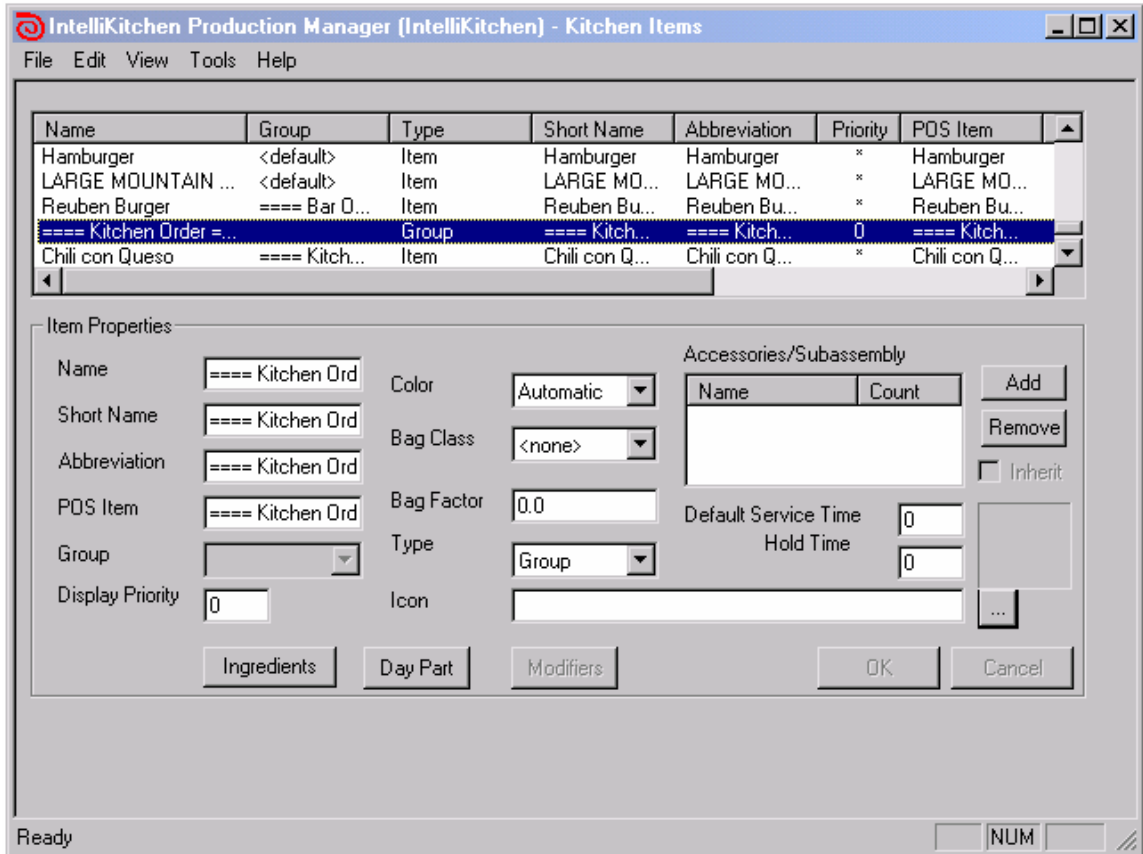 IntelliKitchen Production Manager (IntelliKitchen) - Kitchen Items
File Edit View Tools Help
Name Group Type Short Name Abbreviation Priority POS Item
Hamburger <default> Item Hamburger Hamburger * Hamburger
LARGE MOUNTAIN ... <default> Item LARGE MO... LARGE MO... * LARGE MO...
Reuben Burger ==== Bar O... Item Reuben Bu... Reuben Bu... * Reuben Bu...
==== Kitchen Order =... Group ==== Kitch... ==== Kitch... 0 ==== Kitch...
Chili con Queso ==== Kitch... Item Chili con Q... Chili con Q... * Chili con Q...
Item Properties
Name ==== Kitchen Ord
Short Name ==== Kitchen Ord
Abbreviation ==== Kitchen Ord
POS Item ==== Kitchen Ord
Group
Display Priority 0
Color Automatic
Bag Class <none>
Bag Factor 0.0
Type Group
Icon
Accessories/Subassembly
Name Count
Add
Remove
Inherit
Default Service Time 0
Hold Time 0
...
Ingredients Day Part Modifiers OK Cancel
Ready NUM